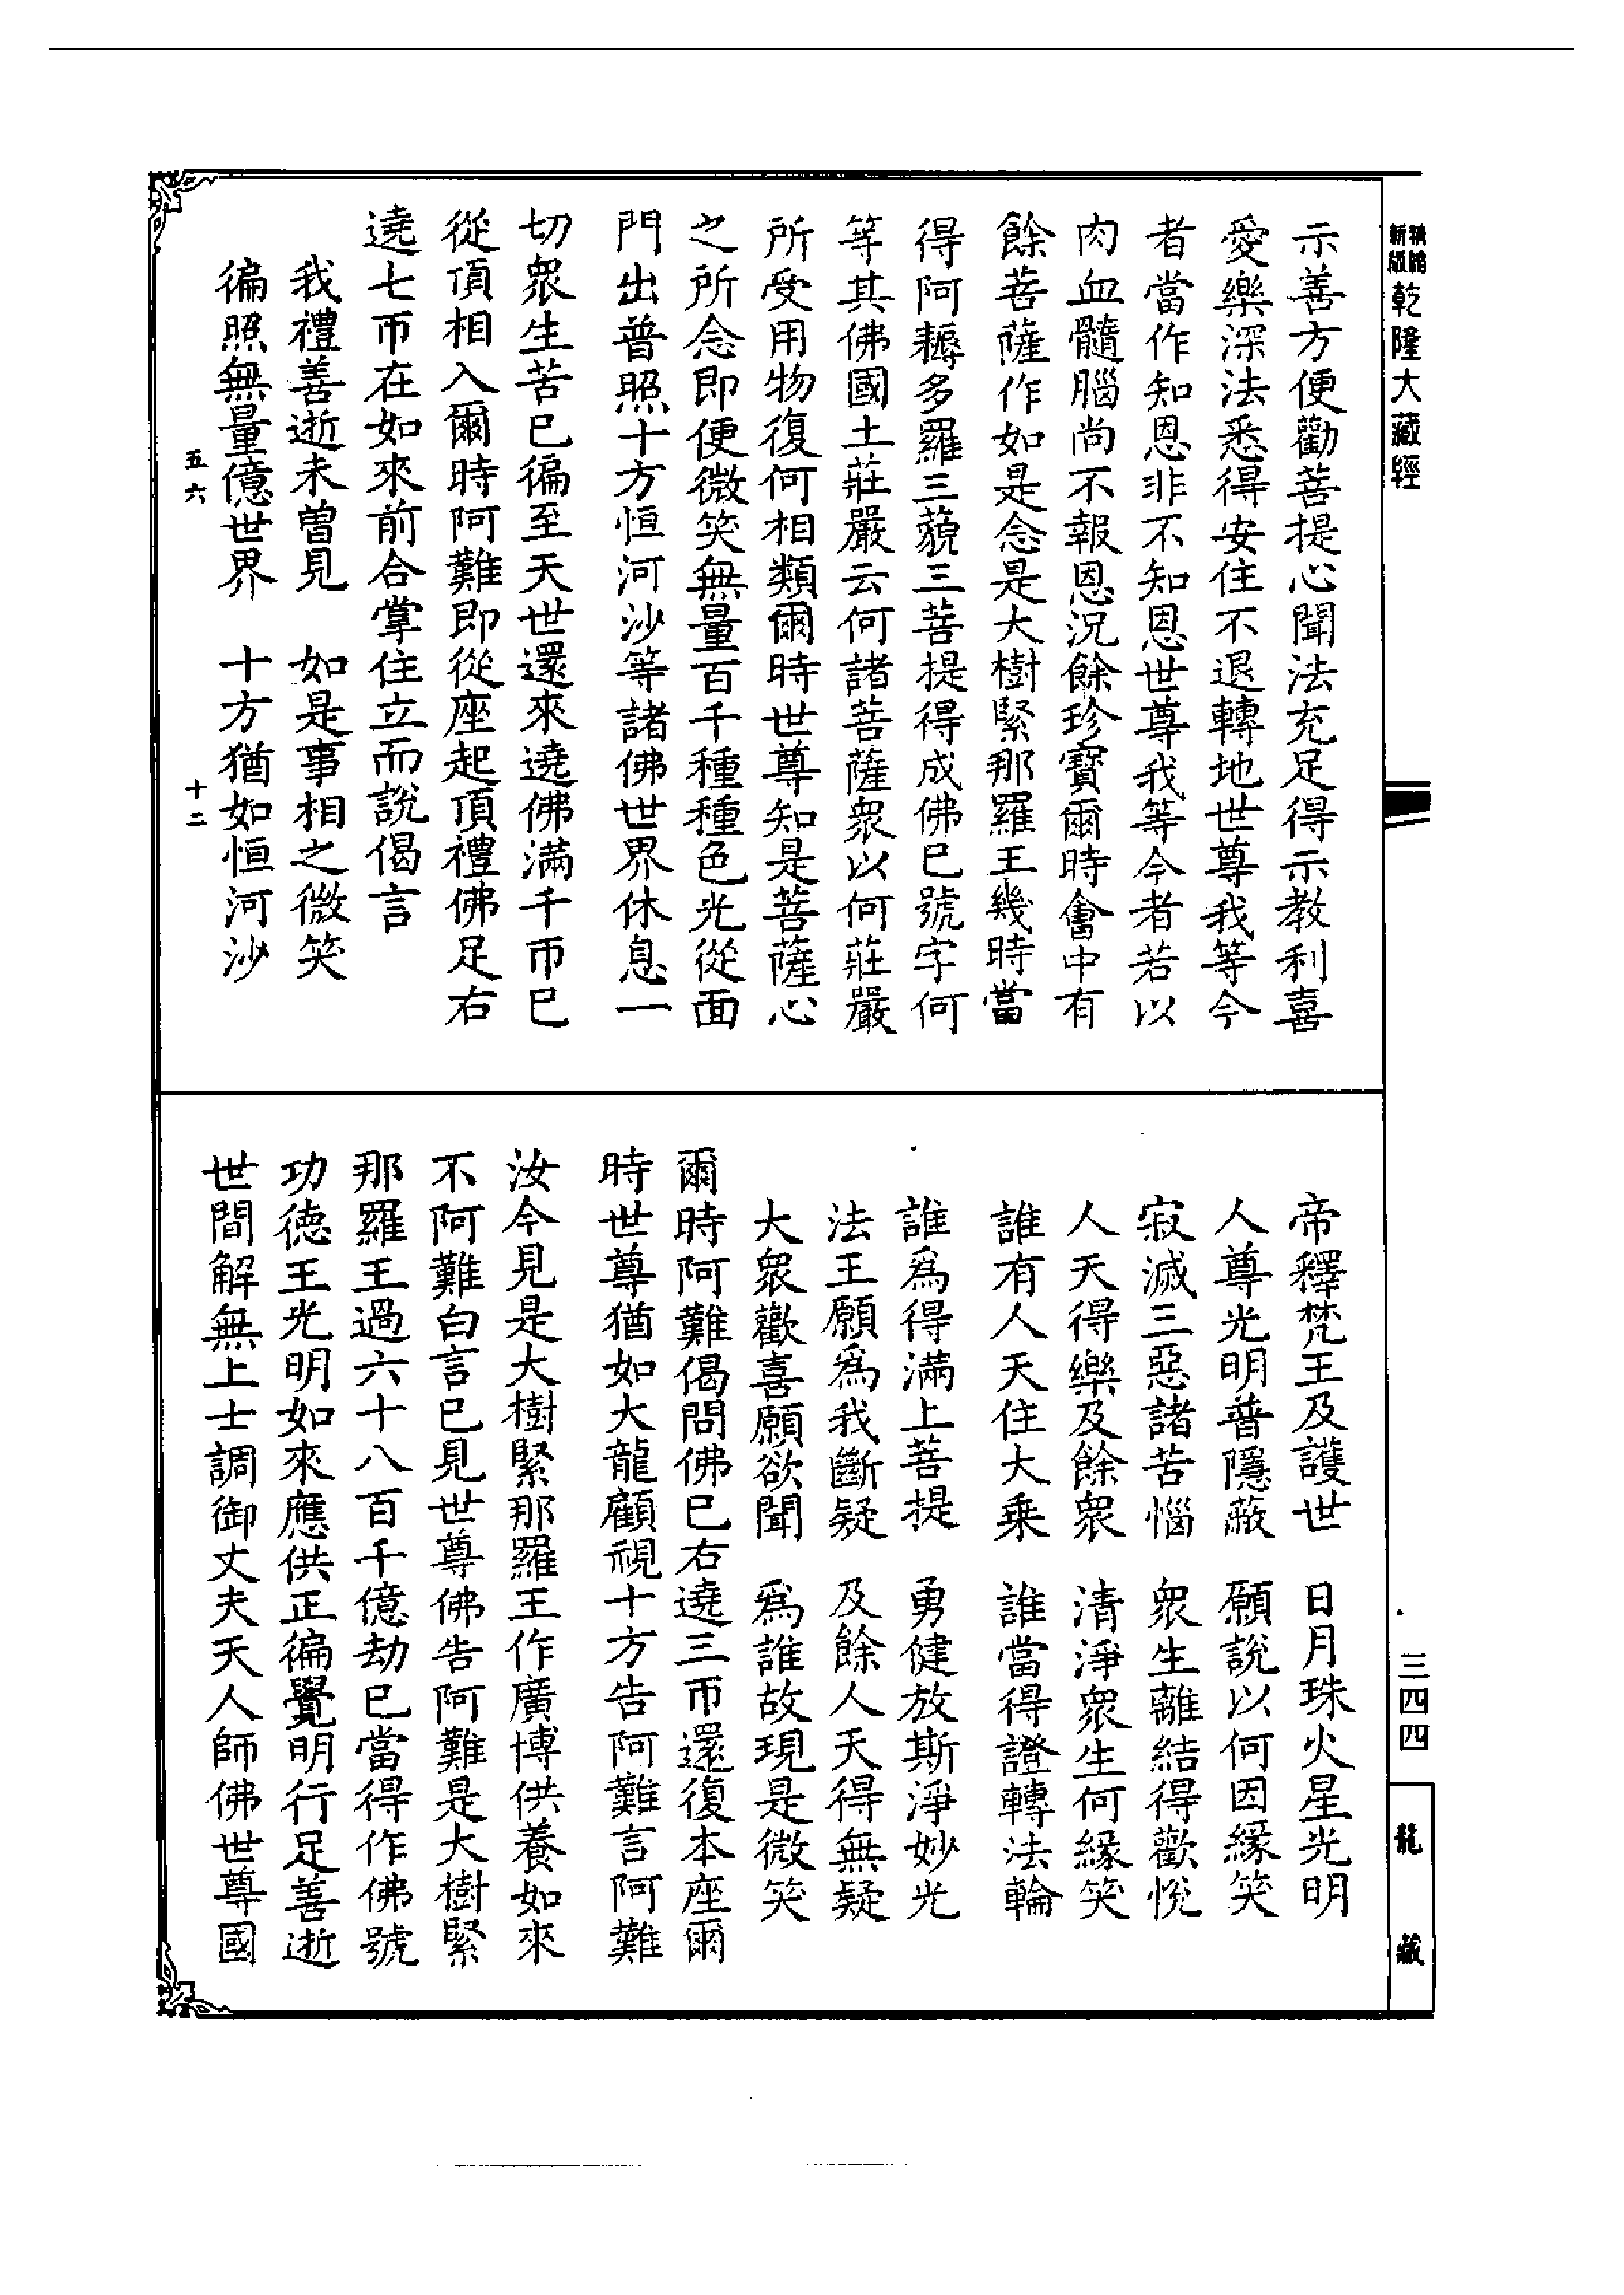 新版
精縮
乾隆大藏經
三四四
龍藏
示善方便勸菩提心聞法充足得示教利喜
愛樂深法悉得安住不退轉地世尊我等今
者當作知恩非不知恩世尊我等今者若以
肉血髓腦尚不報恩況餘珍寶爾時會中有
餘菩薩作如是念是大樹緊那羅王幾時當
得阿耨多羅三藐三菩提得成佛已號字何
等其佛國土莊嚴云何諸菩薩衆以何莊嚴
所受用物復何相類爾時世尊知是菩薩心
之所念即便微笑無量百千種種色光從面
門出普照十方恒河沙等諸佛世界休息一
切衆生苦已徧至天世還來遶佛滿千帀已
從頂相入爾時阿難即從座起頂禮佛足右
遶七帀在如來前合掌住立而說偈言
我禮善逝未曾見　如是事相之微笑
徧照無量億世界　十方猶如恒河沙
五六　十二
帝釋梵王及護世　日月珠火星光明
人尊光明普隱蔽　願說以何因緣笑
寂滅三惡諸苦惱　衆生離結得歡悅
人天得樂及餘衆　清淨衆生何緣笑
誰有人天住大乘　誰當得證轉法輪
誰爲得滿上菩提　勇健放斯淨妙光
法王願爲我斷疑　及餘人天得無疑
大衆歡喜願欲聞　爲誰故現是微笑
爾時阿難偈問佛已右遶三帀還復本座爾
時世尊猶如大龍顧視十方告阿難言阿難
汝今見是大樹緊那羅王作廣博供養如來
不阿難白言已見世尊佛告阿難是大樹緊
那羅王過六十八百千億劫已當得作佛號
功德王光明如來應供正徧覺明行足善逝
世間解無上士調御丈夫天人師佛世尊國